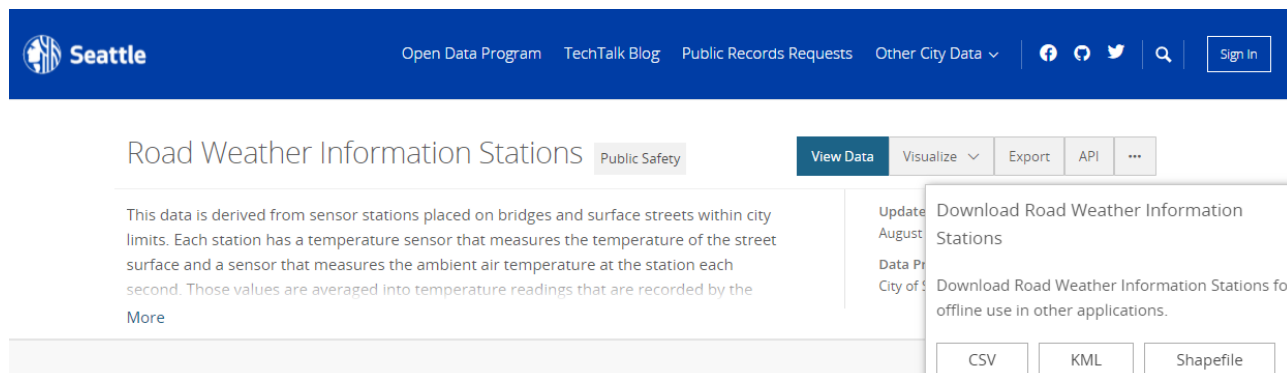 Seattle
Open Data Program TechTalk Blog Public Records Requests Other City Data Sign In
Road Weather Information Stations Public Safety
View Data Visualize Export API ...
This data is derived from sensor stations placed on bridges and surface streets within city
limits. Each station has a temperature sensor that measures the temperature of the street
surface and a sensor that measures the ambient air temperature at the station each
second. Those values are averaged into temperature readings that are recorded by the
More
Update
August
Data Pr
City of
Download Road Weather Information
Stations
Download Road Weather Information Stations fo
offline use in other applications.
CSV KML Shapefile